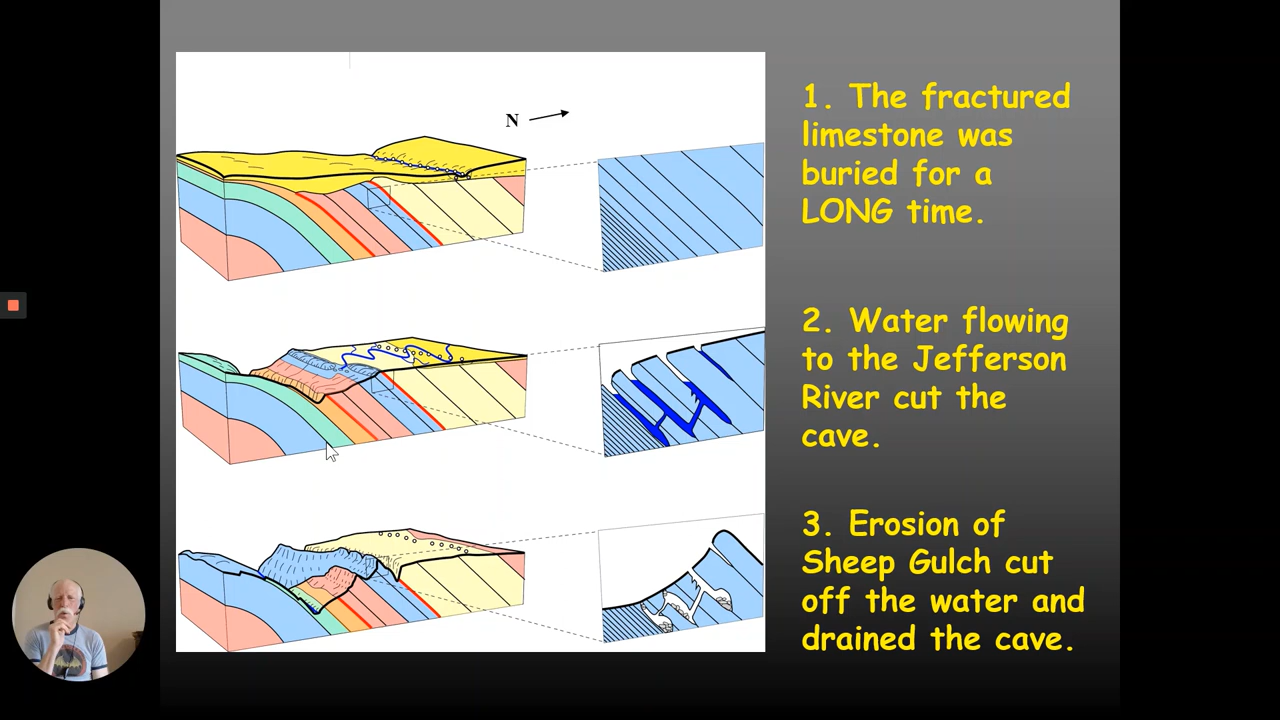 N
1. The fractured
limestone was
buried for a
LONG time.
2. Water flowing
to the Jefferson
River cut the
cave.
3. Erosion of
Sheep Gulch cut
off the water and
drained the cave.